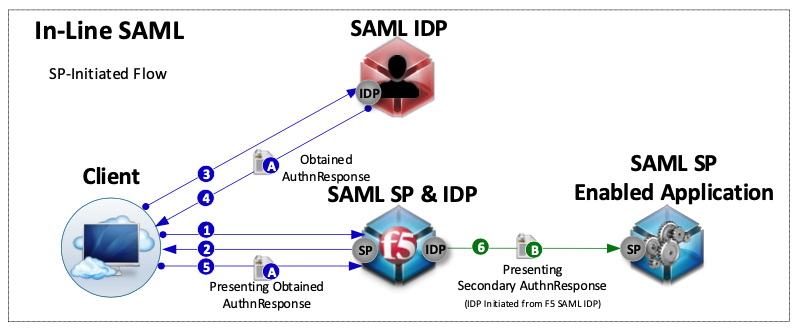 In-Line SAML
SP-Initiated Flow
SAML IDP
IDP
3
A
Obtained
AuthnResponse
4
Client
SAML SP & IDP
SAML SP
Enabled Application
1
2
SP
f5
IDP
6
B
SP
5
A
Presenting Obtained
AuthnResponse
Presenting
Secondary AuthnResponse
(IDP Initiated from F5 SAML IDP)